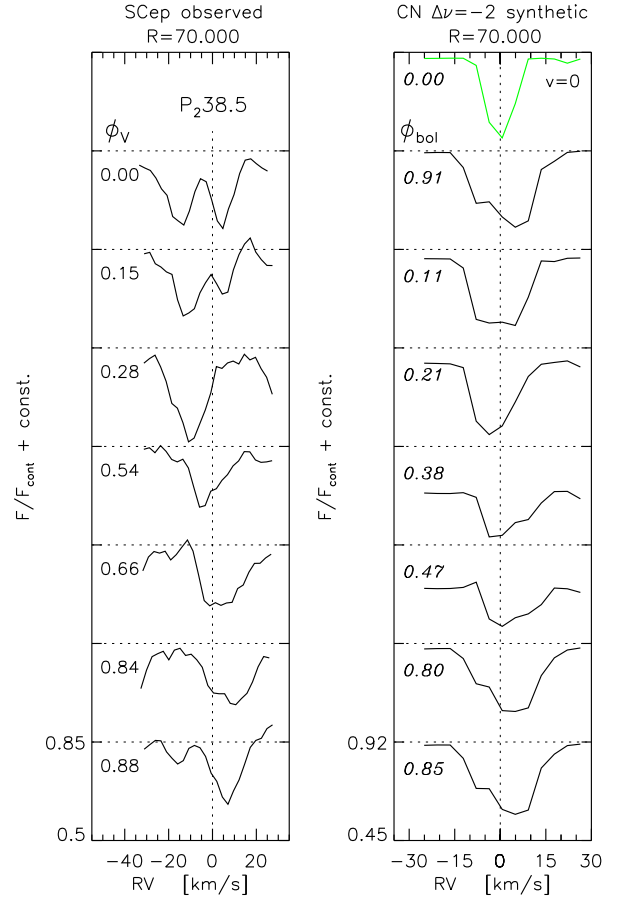 SCep observed
R=70.000
P₂38.5
ϕV
0.00
0.15
0.28
0.54
0.66
0.84
0.88
0.85
0.5
F/Fcont + const.
-40 -20 0 20
RV [km/s]
CN Δν=-2 synthetic
R=70.000
0.00
v=0
ϕbol
0.91
0.11
0.21
0.38
0.47
0.80
0.85
0.92
0.45
F/Fcont + const.
-30 -15 0 15 30
RV [km/s]